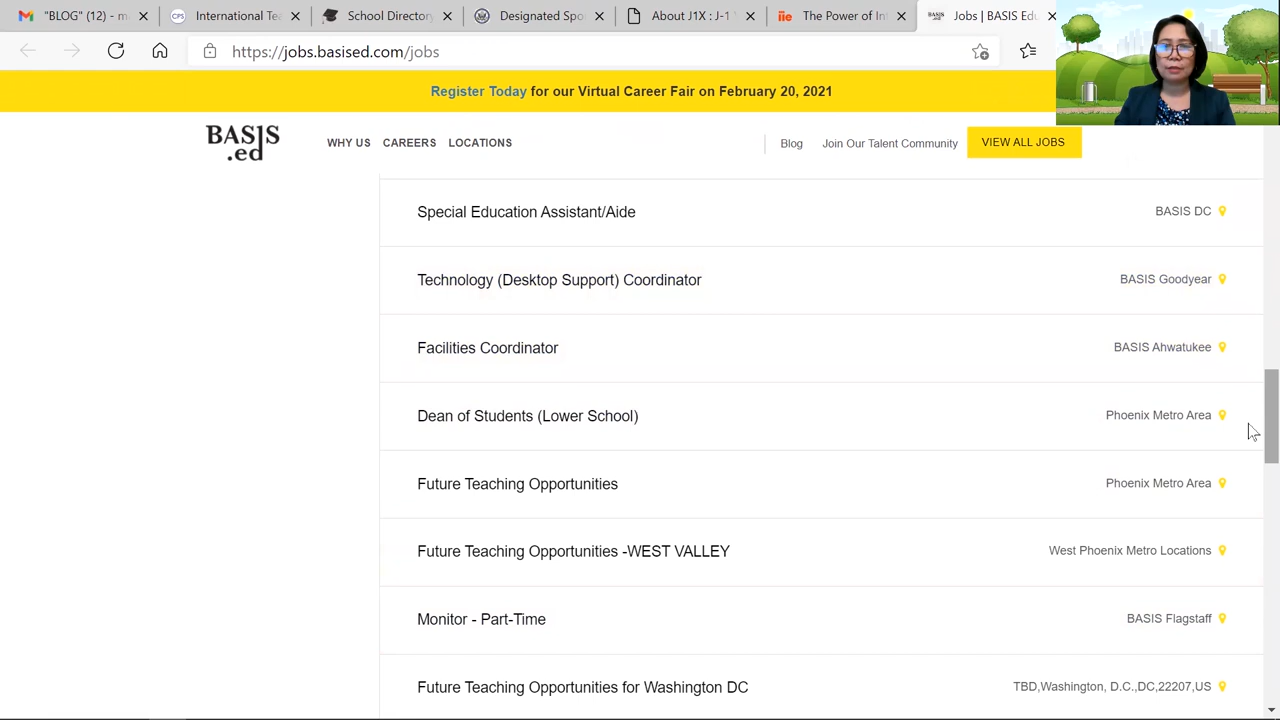 "BLOG" (12) - m
International Te
School Directory
Designated Spo
About J1X : J-1 V
The Power of In
Jobs | BASIS Edu
https://jobs.basised.com/jobs
Register Today for our Virtual Career Fair on February 20, 2021
BASIS
.ed
WHY US CAREERS LOCATIONS
Blog Join Our Talent Community VIEW ALL JOBS
Special Education Assistant/Aide BASIS DC
Technology (Desktop Support) Coordinator BASIS Goodyear
Facilities Coordinator BASIS Ahwatukee
Dean of Students (Lower School) Phoenix Metro Area
Future Teaching Opportunities Phoenix Metro Area
Future Teaching Opportunities -WEST VALLEY West Phoenix Metro Locations
Monitor - Part-Time BASIS Flagstaff
Future Teaching Opportunities for Washington DC TBD,Washington, D.C.,DC,22207,US